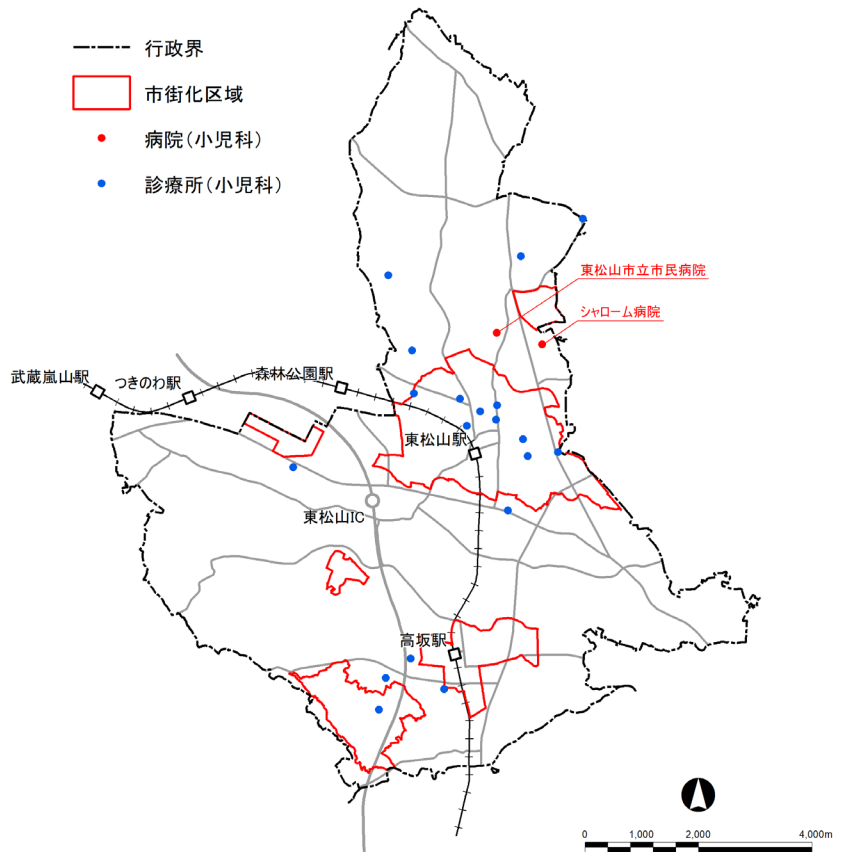 行政界
市街化区域
病院(小児科)
診療所(小児科)
東松山市立市民病院
シャローム病院
武蔵嵐山駅
つきのわ駅
森林公園駅
東松山駅
東松山IC
高坂駅
0 1,000 2,000 4,000m